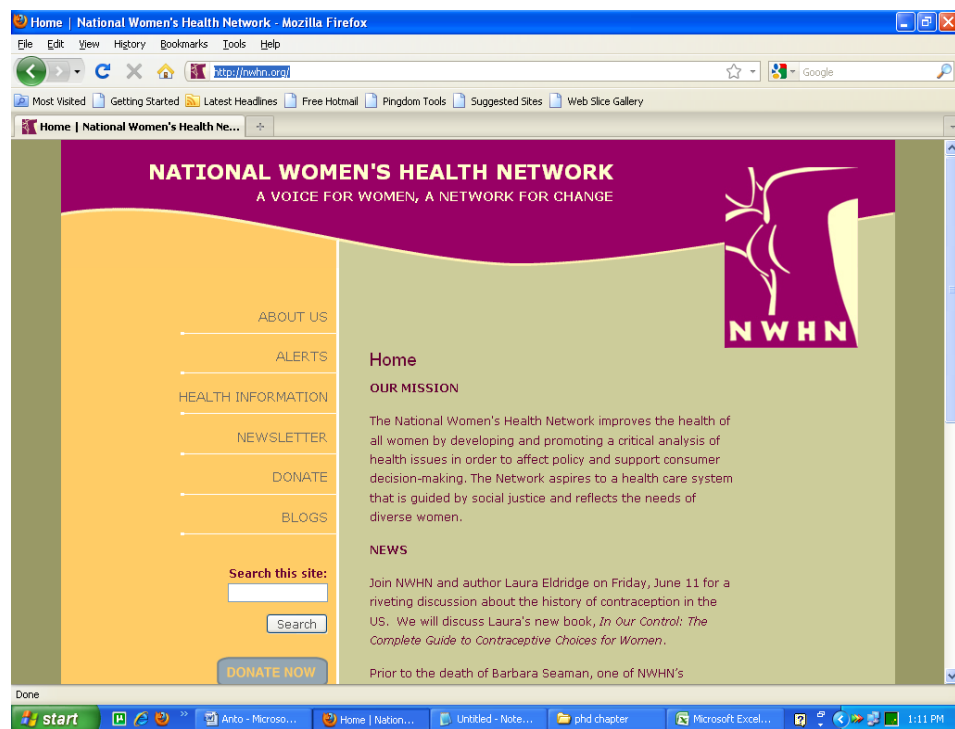 Home | National Women's Health Network - Mozilla Firefox
File Edit View History Bookmarks Tools Help
http://nwhn.org/
Google
Most Visited Getting Started Latest Headlines Free Hotmail Pingdom Tools Suggested Sites Web Slice Gallery
Home | National Women's Health Ne...
NATIONAL WOMEN'S HEALTH NETWORK
A VOICE FOR WOMEN, A NETWORK FOR CHANGE
NWHN
ABOUT US
ALERTS
HEALTH INFORMATION
NEWSLETTER
DONATE
BLOGS
Search this site:
Search
DONATE NOW
Home
OUR MISSION
The National Women's Health Network improves the health of
all women by developing and promoting a critical analysis of
health issues in order to affect policy and support consumer
decision-making. The Network aspires to a health care system
that is guided by social justice and reflects the needs of
diverse women.
NEWS
Join NWHN and author Laura Eldridge on Friday, June 11 for a
riveting discussion about the history of contraception in the
US. We will discuss Laura's new book, In Our Control: The
Complete Guide to Contraceptive Choices for Women.
Prior to the death of Barbara Seaman, one of NWHN's
Done
start Anto - Microso... Home | Nation... Untitled - Note... phd chapter Microsoft Excel... 1:11 PM